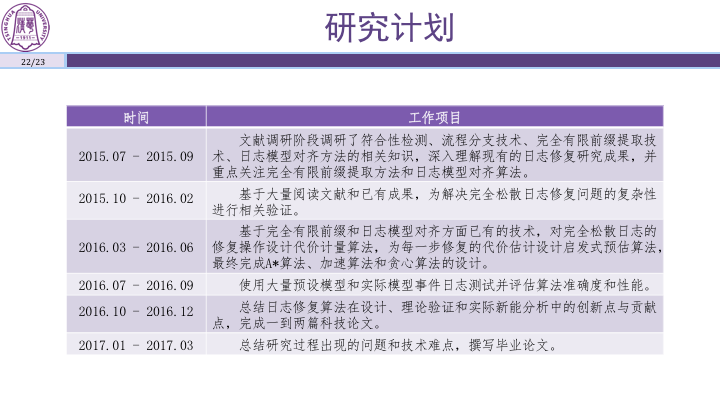 研究计划
22/23
时间 工作项目
2015.07 - 2015.09
文献调研阶段调研了符合性检测、流程分支技术、完全有限前缀提取技
术、日志模型对齐方法的相关知识，深入理解现有的日志修复研究成果，并
重点关注完全有限前缀提取方法和日志模型对齐算法。
2015.10 - 2016.02
基于大量阅读文献和已有成果，为解决完全松散日志修复问题的复杂性
进行相关验证。
2016.03 - 2016.06
基于完全有限前缀和日志模型对齐方面已有的技术，对完全松散日志的
修复操作设计代价计量算法，为每一步修复的代价估计设计启发式预估算法，
最终完成A*算法、加速算法和贪心算法的设计。
2016.07 - 2016.09 使用大量预设模型和实际模型事件日志测试并评估算法准确度和性能。
2016.10 - 2016.12
总结日志修复算法在设计、理论验证和实际新能分析中的创新点与贡献
点，完成一到两篇科技论文。
2017.01 - 2017.03 总结研究过程出现的问题和技术难点，撰写毕业论文。